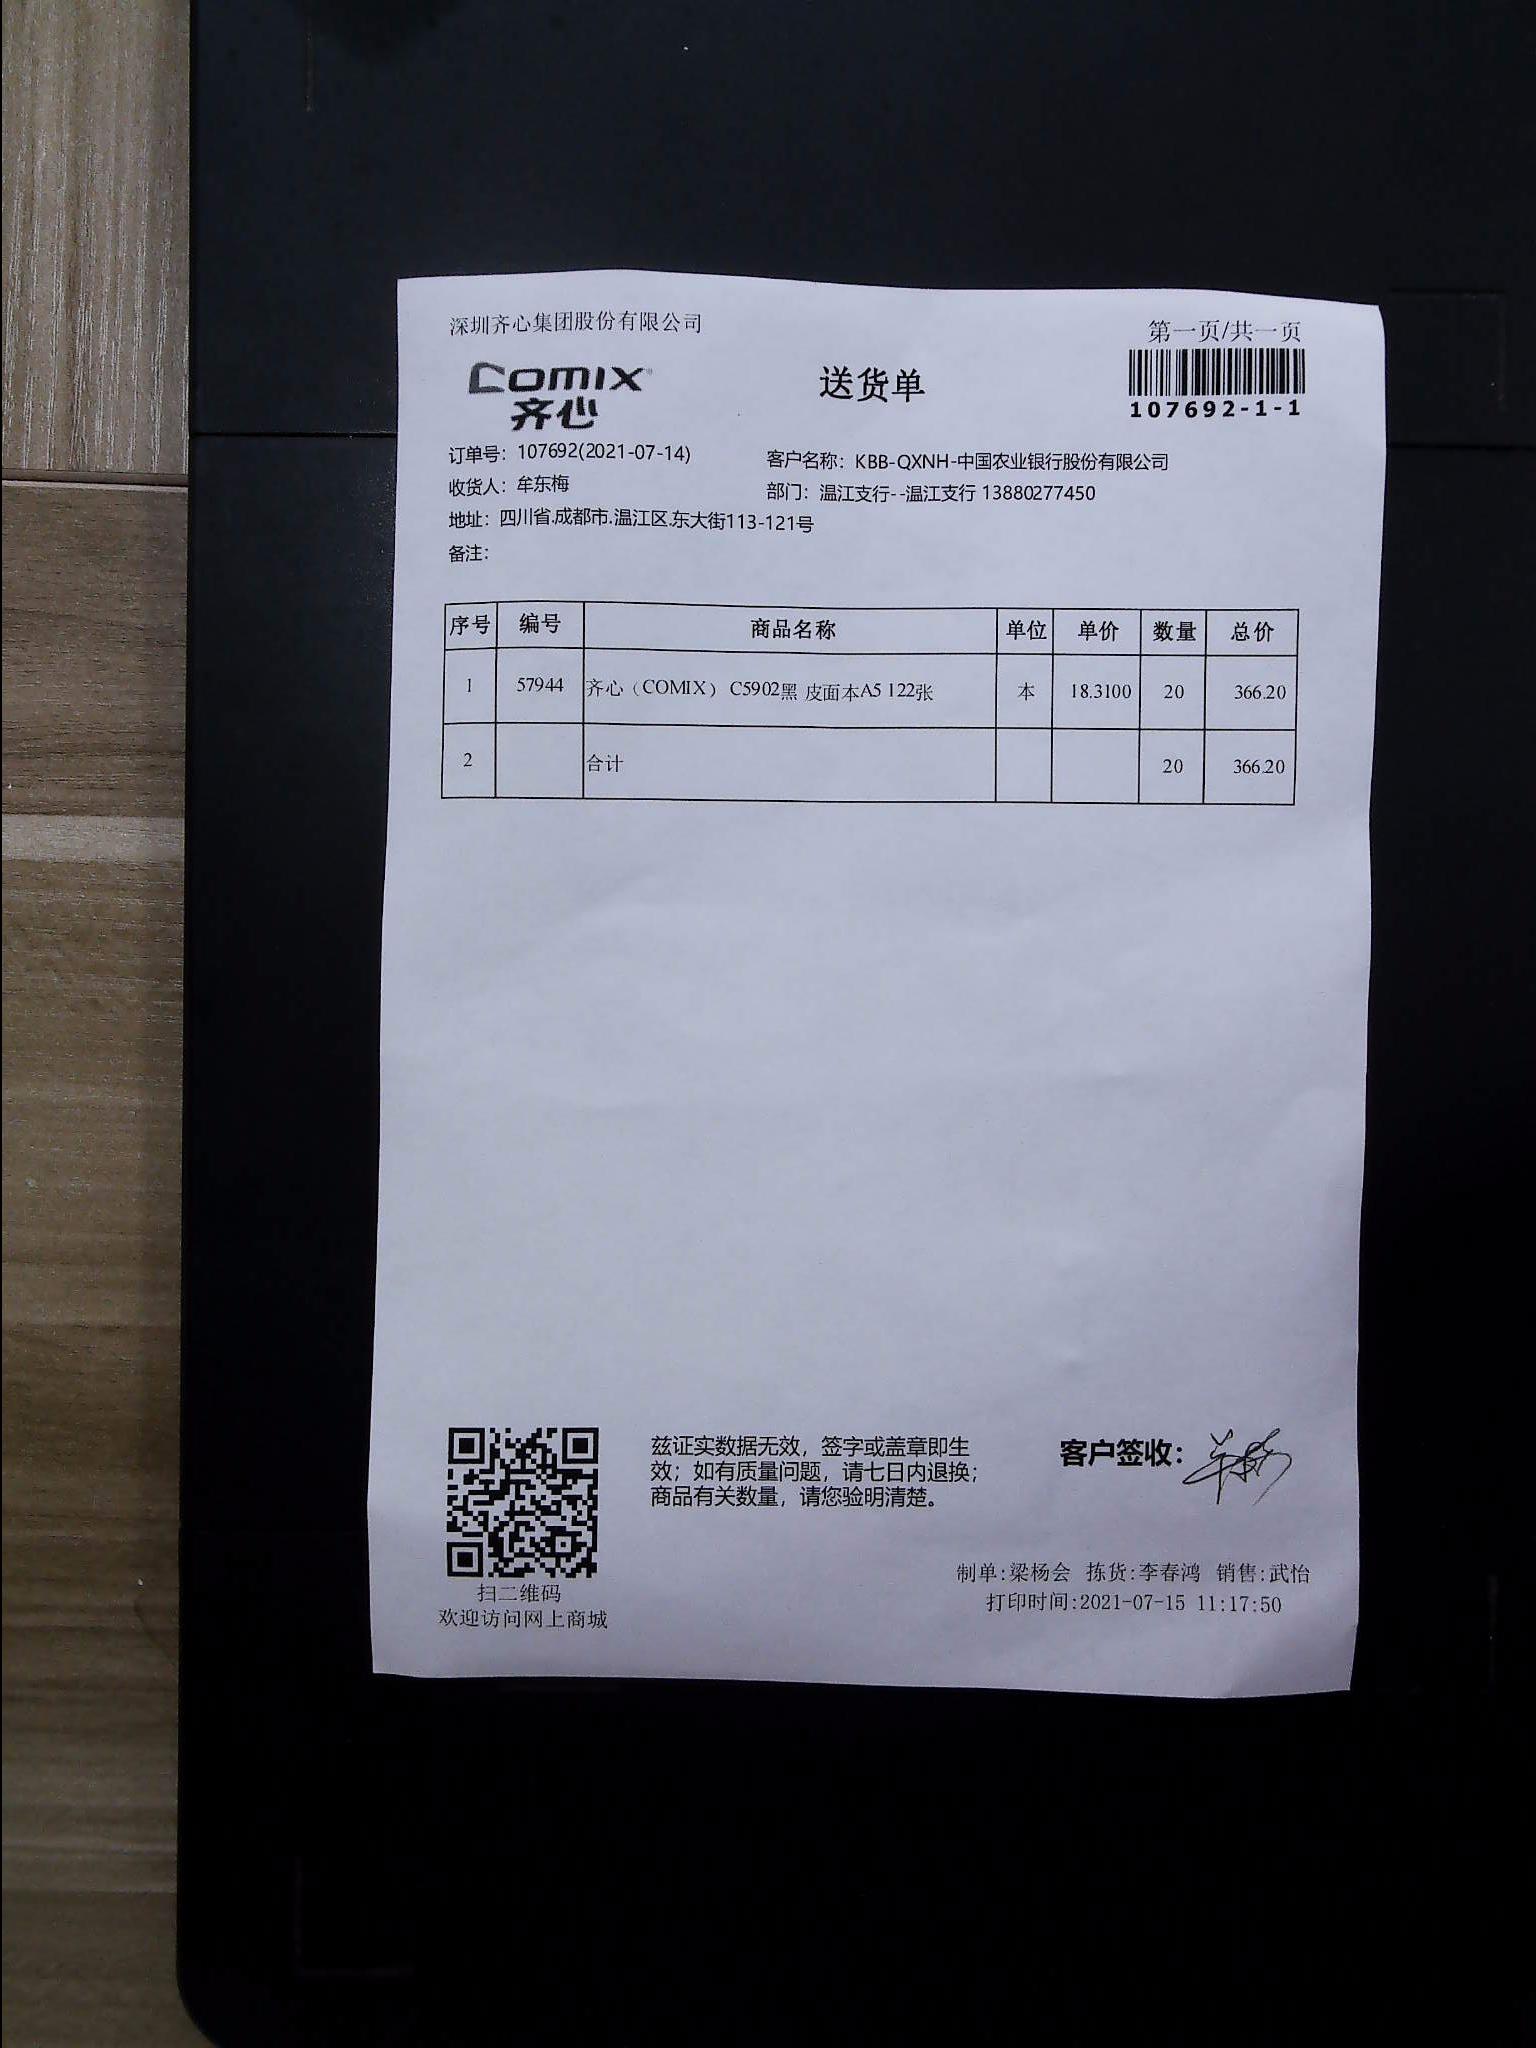 深圳齐心集团股份有限公司
第一页/共一页
COMIX
齐心
送货单
107692-1-1
订单号：107692(2021-07-14)
客户名称：KBB-QXNH-中国农业银行股份有限公司
收货人：牟东梅
部门：温江支行--温江支行 13880277450
地址：四川省.成都市.温江区.东大街113-121号
备注：
序号 编号 商品名称 单位 单价 数量 总价
1 57944 齐心（COMIX） C5902黑 皮面本A5 122张 本 18.3100 20 366.20
2 合计 20 366.20
兹证实数据无效，签字或盖章即生
效；如有质量问题，请七日内退换；
商品有关数量，请您验明清楚。
客户签收：
扫二维码
欢迎访问网上商城
制单:梁杨会 拣货:李春鸿 销售:武怡
打印时间:2021-07-15 11:17:50